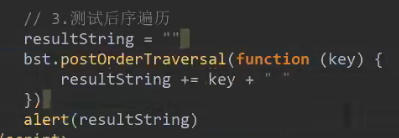 // 3.测试后序遍历
resultString = ""
bst.postOrderTraversal(function (key) {
resultString += key + " "
})
alert(resultString)